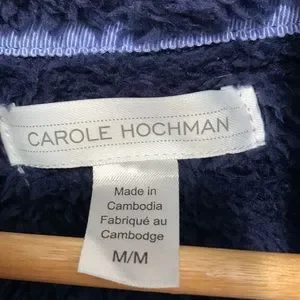 CAROLE HOCHMAN
Made in
Cambodia
Fabriqué au
Cambodge
M/M